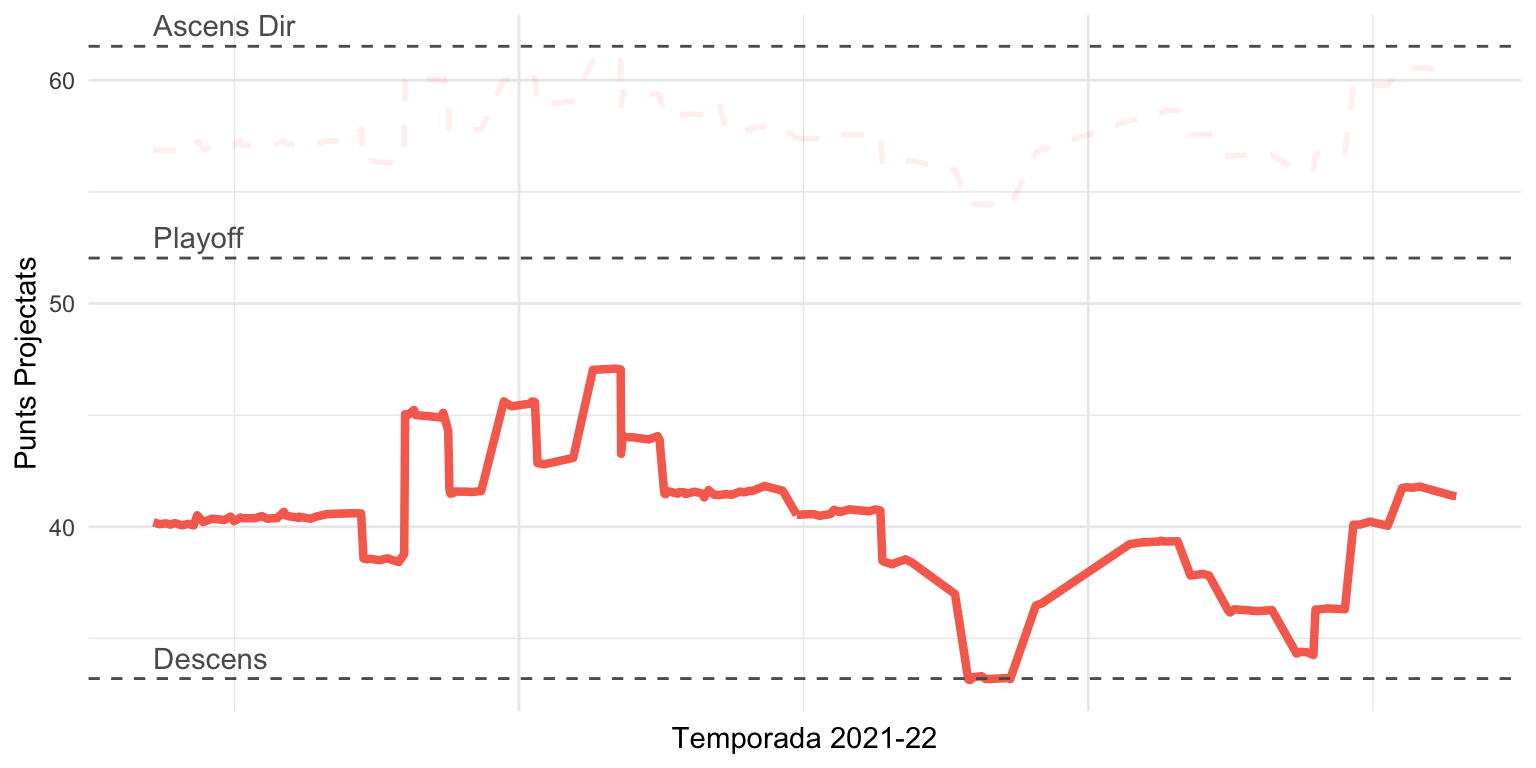 Ascens Dir
60
Playoff
50
Punts Projectats
40
Descens
Temporada 2021-22